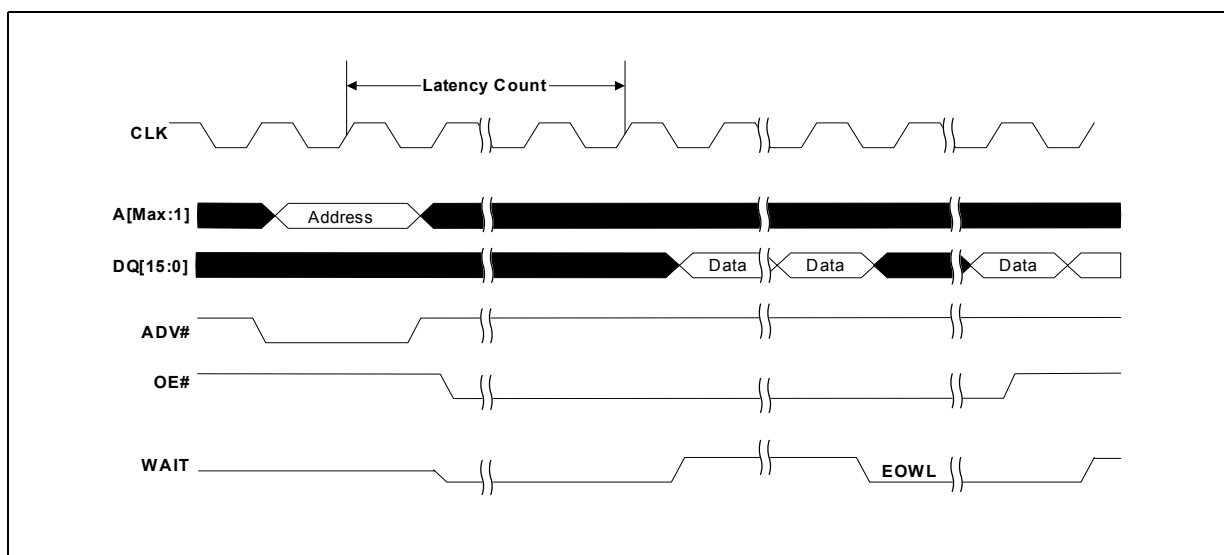 Latency Count
CLK
A[Max:1]
Address
DQ[15:0]
Data
Data
Data
ADV#
OE#
WAIT
EOWL